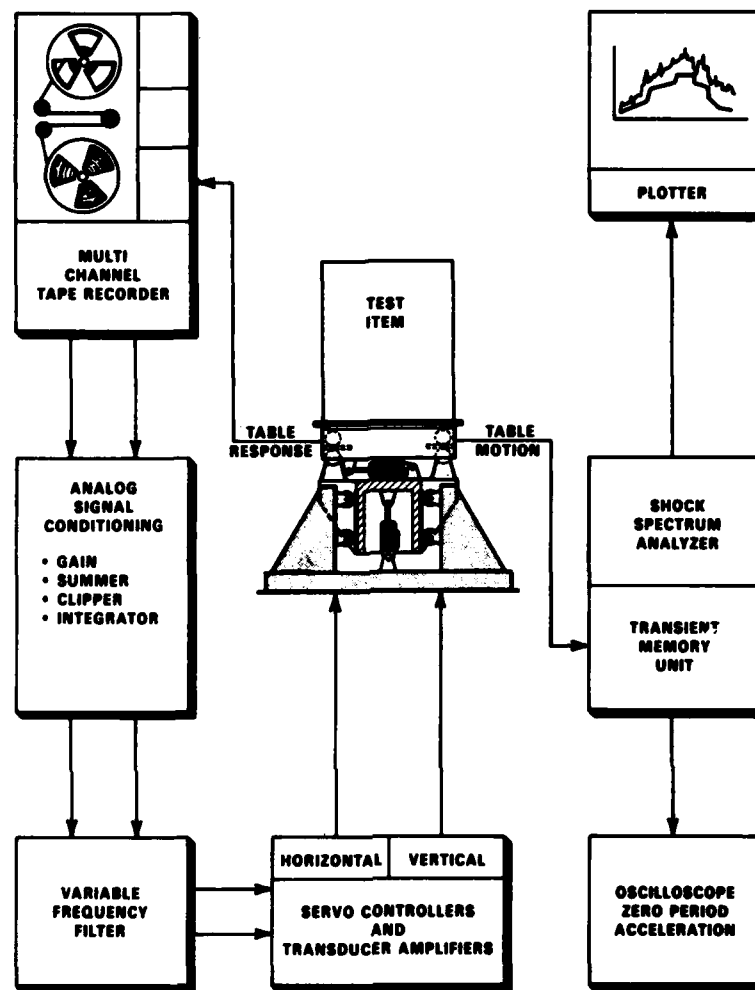 PLOTTER
MULTI
CHANNEL
TAPE RECORDER
TEST
ITEM
TABLE
RESPONSE
TABLE
MOTION
ANALOG
SIGNAL
CONDITIONING
• GAIN
• SUMMER
• CLIPPER
• INTEGRATOR
SHOCK
SPECTRUM
ANALYZER
TRANSIENT
MEMORY
UNIT
VARIABLE
FREQUENCY
FILTER
HORIZONTAL
VERTICAL
SERVO CONTROLLERS
AND
TRANSDUCER AMPLIFIERS
OSCILLOSCOPE
ZERO PERIOD
ACCELERATION